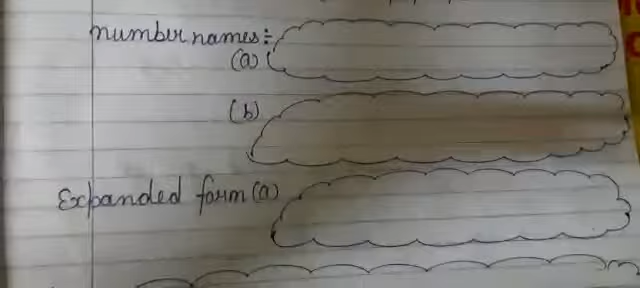 number names:-
(a)
(b)
Expanded form (a)